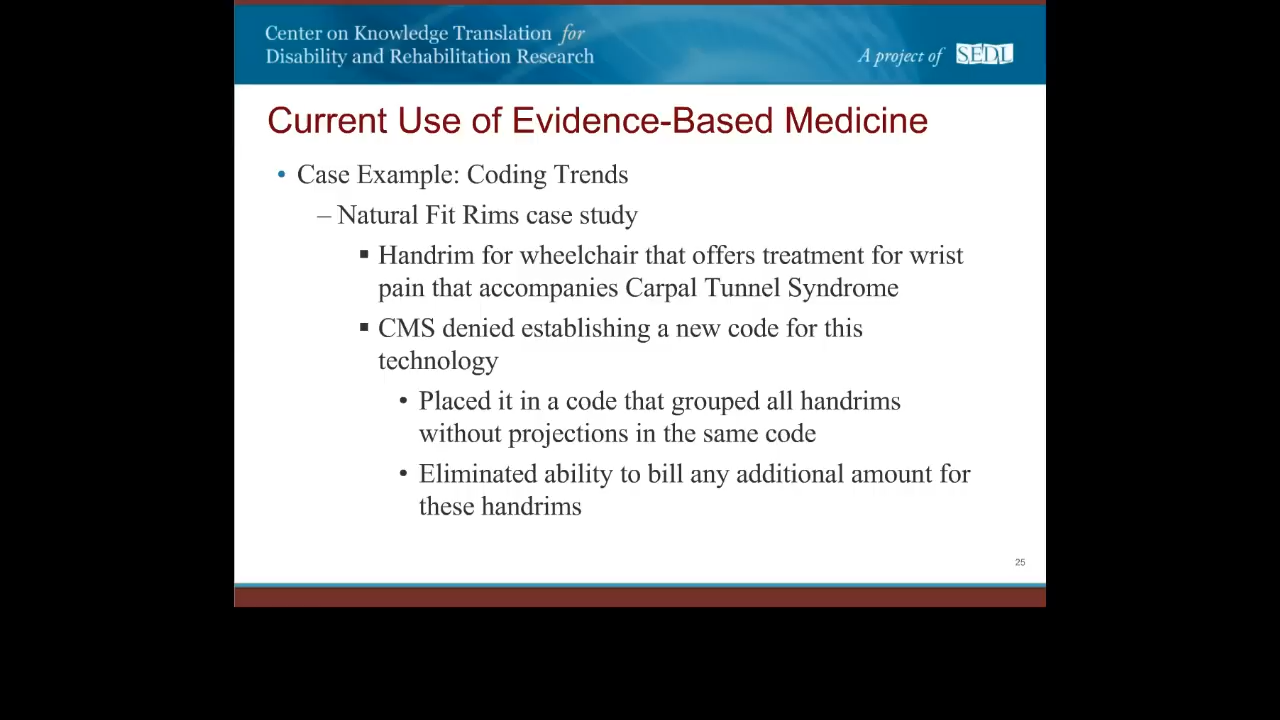 Center on Knowledge Translation for
Disability and Rehabilitation Research
A project of SEDL
Current Use of Evidence-Based Medicine
• Case Example: Coding Trends
– Natural Fit Rims case study
▪ Handrim for wheelchair that offers treatment for wrist
pain that accompanies Carpal Tunnel Syndrome
▪ CMS denied establishing a new code for this
technology
• Placed it in a code that grouped all handrims
without projections in the same code
• Eliminated ability to bill any additional amount for
these handrims
25